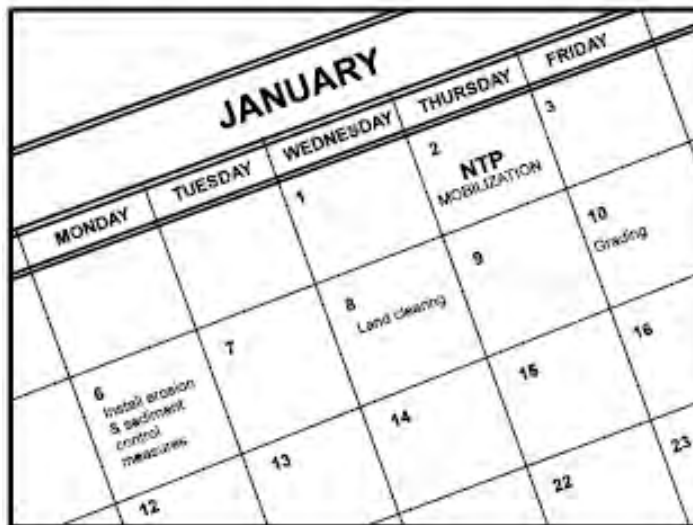 JANUARY
MONDAY TUESDAY WEDNESDAY THURSDAY FRIDAY
1 2 3
NTP
MOBILIZATION
6 7 8 9 10
Install erosion
& sediment
control
measures
Land clearing
Grading
12 13 14 15 16
22 23